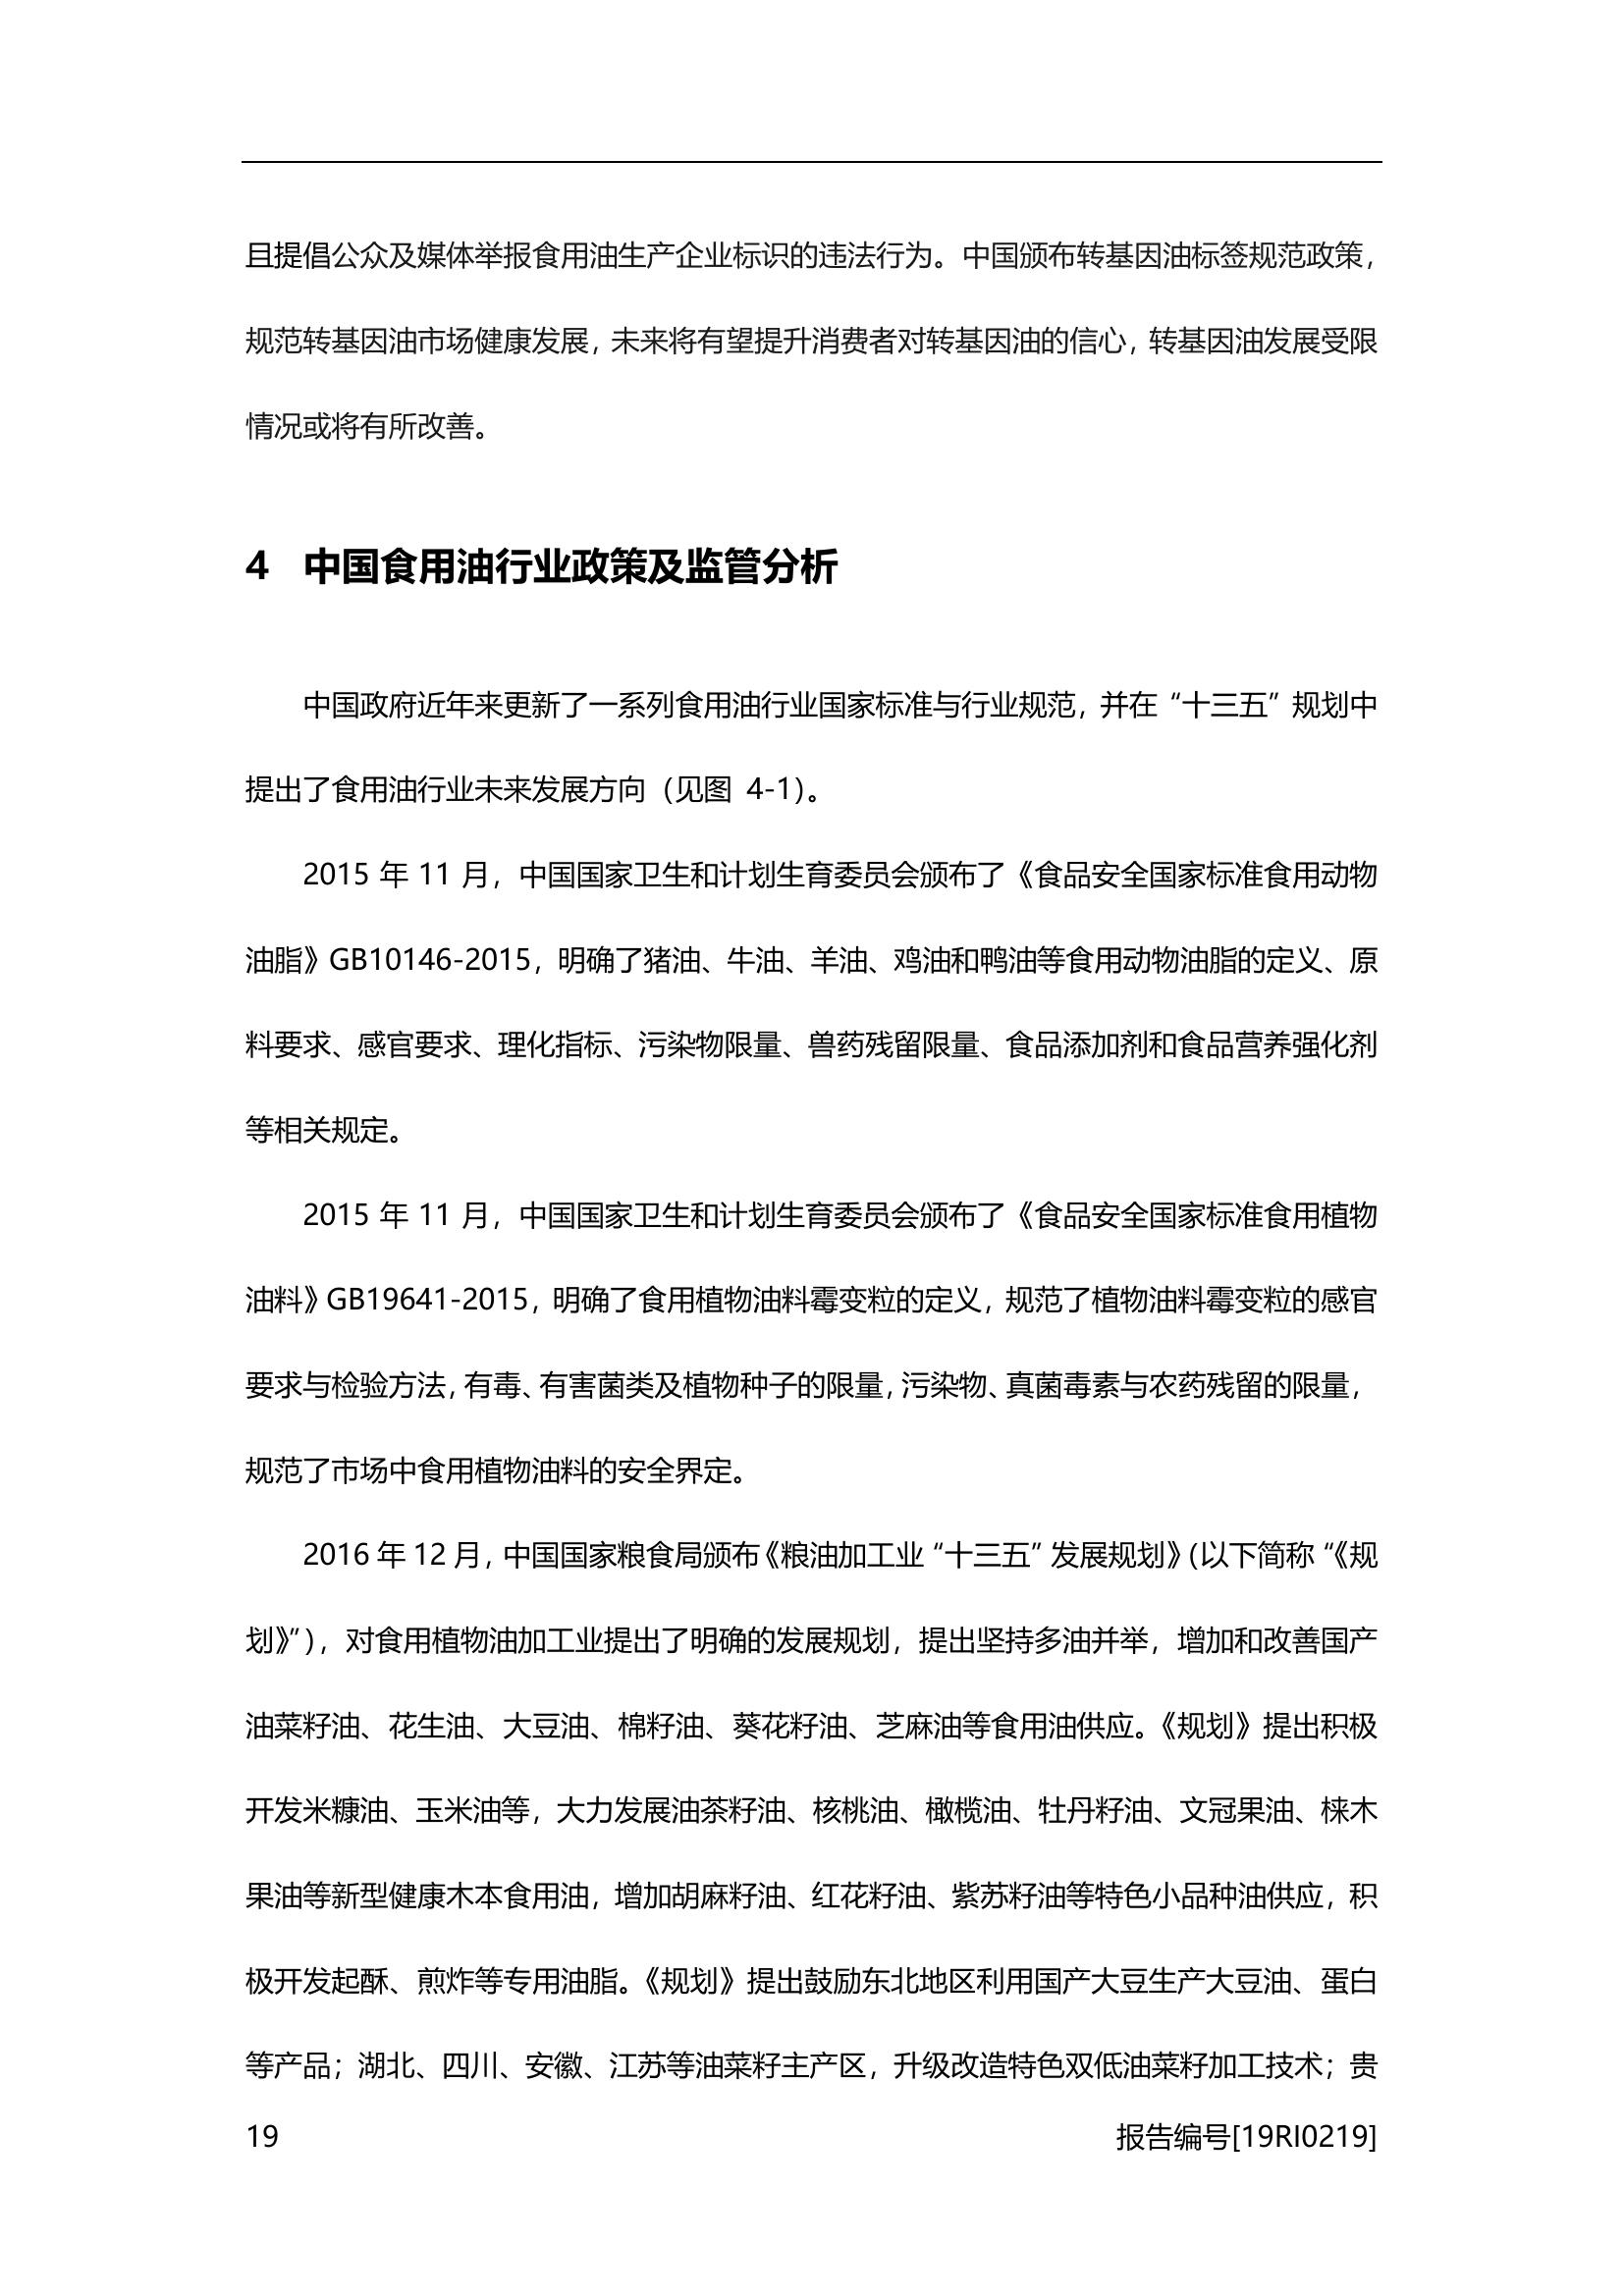 且提倡公众及媒体举报食用油生产企业标识的违法行为。中国颁布转基因油标签规范政策，
规范转基因油市场健康发展，未来将有望提升消费者对转基因油的信心，转基因油发展受限
情况或将有所改善。
4 中国食用油行业政策及监管分析
中国政府近年来更新了一系列食用油行业国家标准与行业规范，并在“十三五”规划中
提出了食用油行业未来发展方向（见图 4-1）。
2015 年 11 月，中国国家卫生和计划生育委员会颁布了《食品安全国家标准食用动物
油脂》GB10146-2015，明确了猪油、牛油、羊油、鸡油和鸭油等食用动物油脂的定义、原
料要求、感官要求、理化指标、污染物限量、兽药残留限量、食品添加剂和食品营养强化剂
等相关规定。
2015 年 11 月，中国国家卫生和计划生育委员会颁布了《食品安全国家标准食用植物
油料》GB19641-2015，明确了食用植物油料霉变粒的定义，规范了植物油料霉变粒的感官
要求与检验方法，有毒、有害菌类及植物种子的限量，污染物、真菌毒素与农药残留的限量，
规范了市场中食用植物油料的安全界定。
2016 年 12 月，中国国家粮食局颁布《粮油加工业“十三五”发展规划》（以下简称“《规
划》”），对食用植物油加工业提出了明确的发展规划，提出坚持多油并举，增加和改善国产
油菜籽油、花生油、大豆油、棉籽油、葵花籽油、芝麻油等食用油供应。《规划》提出积极
开发米糠油、玉米油等，大力发展油茶籽油、核桃油、橄榄油、牡丹籽油、文冠果油、梾木
果油等新型健康木本食用油，增加胡麻籽油、红花籽油、紫苏籽油等特色小品种油供应，积
极开发起酥、煎炸等专用油脂。《规划》提出鼓励东北地区利用国产大豆生产大豆油、蛋白
等产品；湖北、四川、安徽、江苏等油菜籽主产区，升级改造特色双低油菜籽加工技术；贵
19 报告编号[19RI0219]